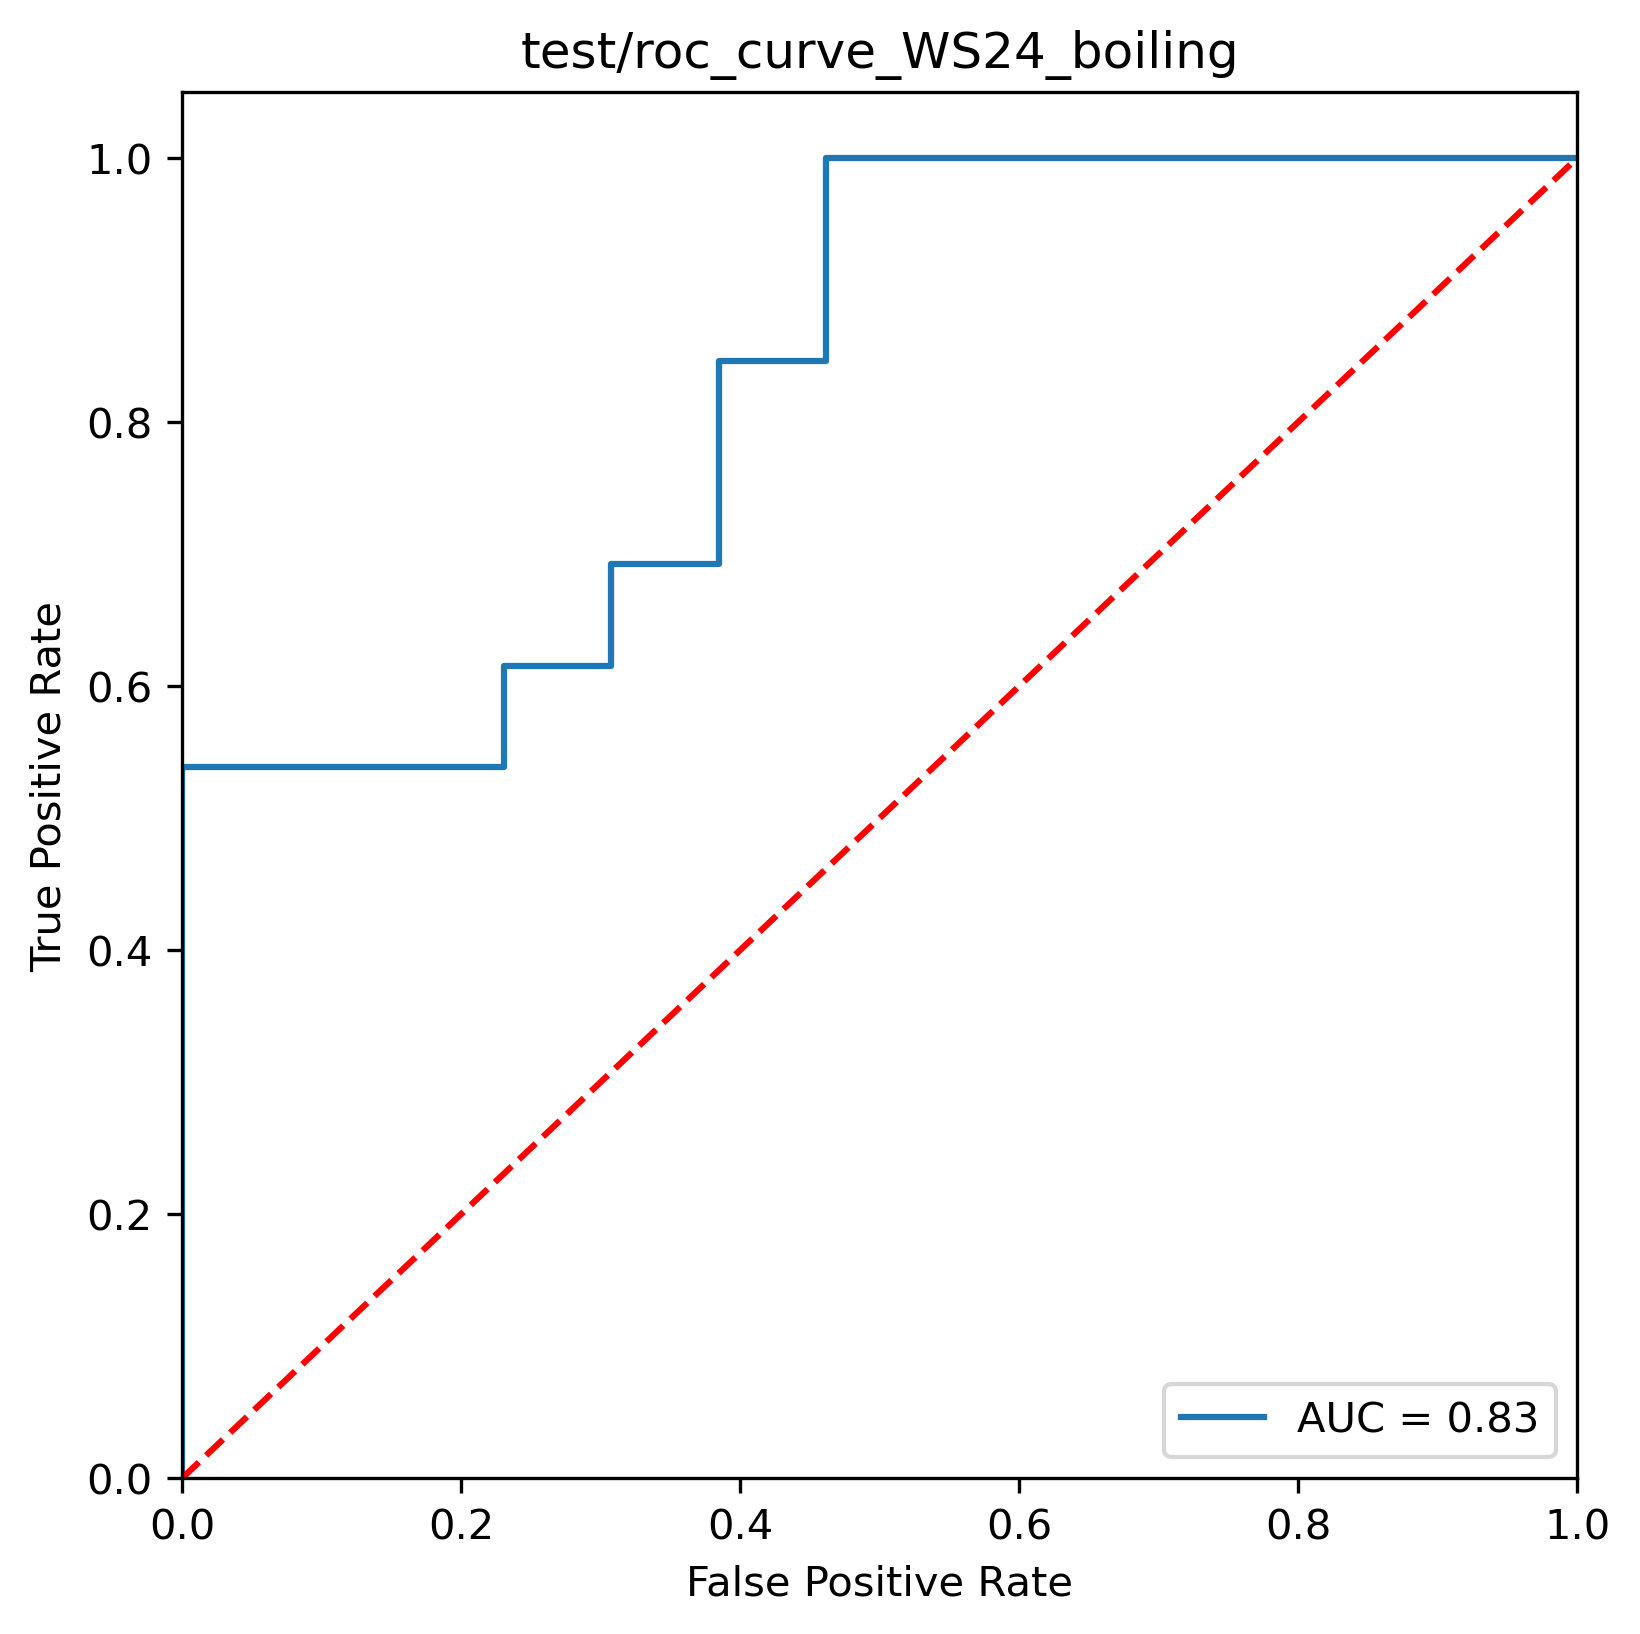 test/roc_curve_WS24_boiling
True Positive Rate
1.0
0.8
0.6
0.4
0.2
0.0
0.0 0.2 0.4 0.6 0.8 1.0
False Positive Rate
AUC = 0.83